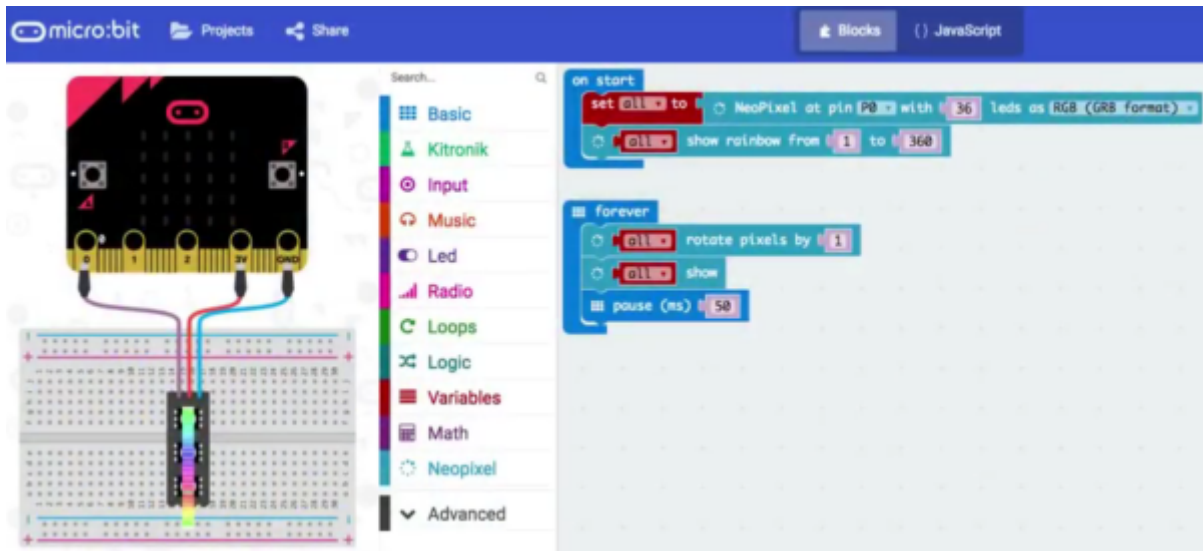 micro:bit Projects Share Blocks {} JavaScript
Search...
Basic
Kitronik
Input
Music
Led
Radio
Loops
Logic
Variables
Math
Neopixel
Advanced
on start
set all to NeoPixel at pin P0 with 36 leds as RGB (GRB format)
all show rainbow from 1 to 360
forever
all rotate pixels by 1
all show
pause (ms) 50
0 1 2 3V GND